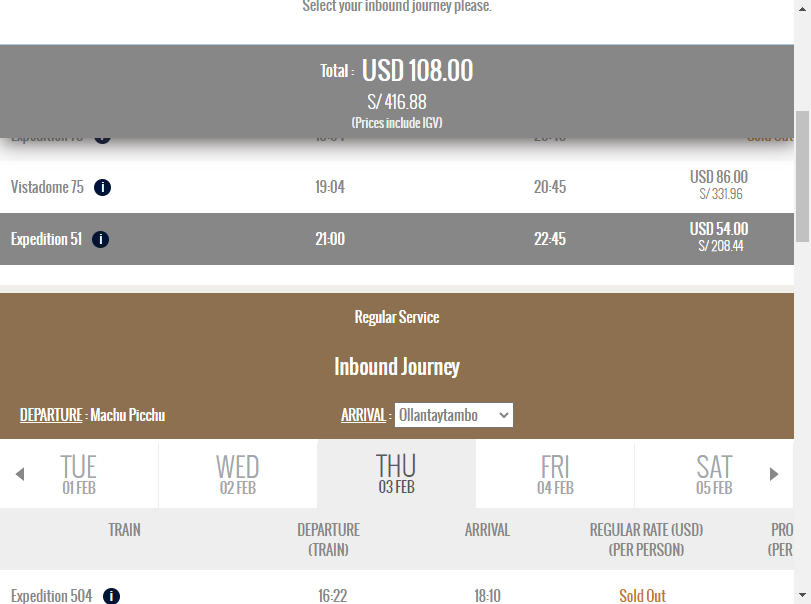 Select your inbound journey please.
Total : USD 108.00
S/ 416.88
(Prices include IGV)
Sold Out
Vistadome 75 i 19:04 20:45 USD 86.00
S/ 331.96
Expedition 51 i 21:00 22:45 USD 54.00
S/ 208.44
Regular Service
Inbound Journey
DEPARTURE : Machu Picchu ARRIVAL : Ollantaytambo
TUE WED THU FRI SAT
01 FEB 02 FEB 03 FEB 04 FEB 05 FEB
TRAIN DEPARTURE ARRIVAL REGULAR RATE (USD) PRO
(TRAIN) (PER PERSON) (PER
Expedition 504 i 16:22 18:10 Sold Out